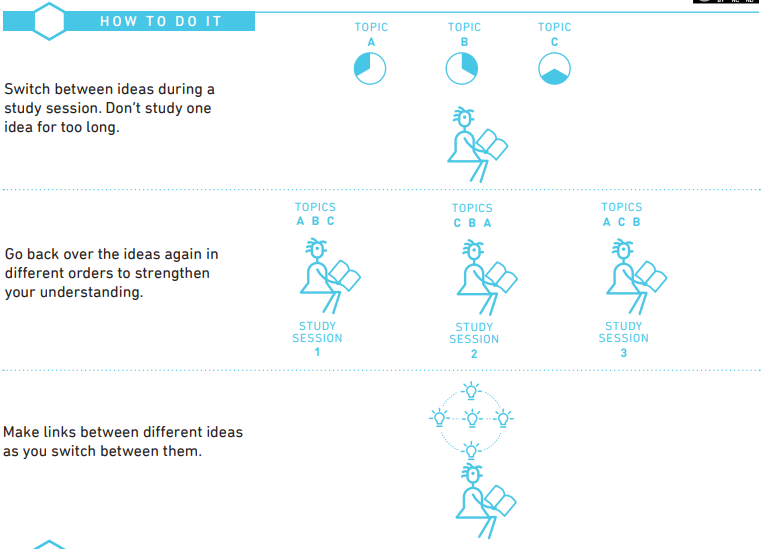 HOW TO DO IT
TOPIC
A
TOPIC
B
TOPIC
C
Switch between ideas during a
study session. Don't study one
idea for too long.
TOPICS
A B C
TOPICS
C B A
TOPICS
A C B
Go back over the ideas again in
different orders to strengthen
your understanding.
STUDY
SESSION
1
STUDY
SESSION
2
STUDY
SESSION
3
Make links between different ideas
as you switch between them.